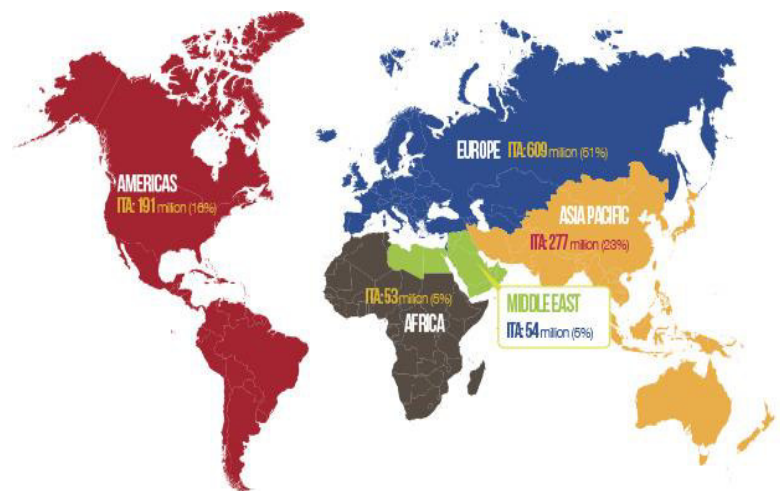 AMERICAS
ITA: 191 million (16%)
EUROPE ITA: 609 million (51%)
ASIA PACIFIC
ITA: 277 million (23%)
ITA: 53 million (5%)
AFRICA
MIDDLE EAST
ITA: 54 million (5%)